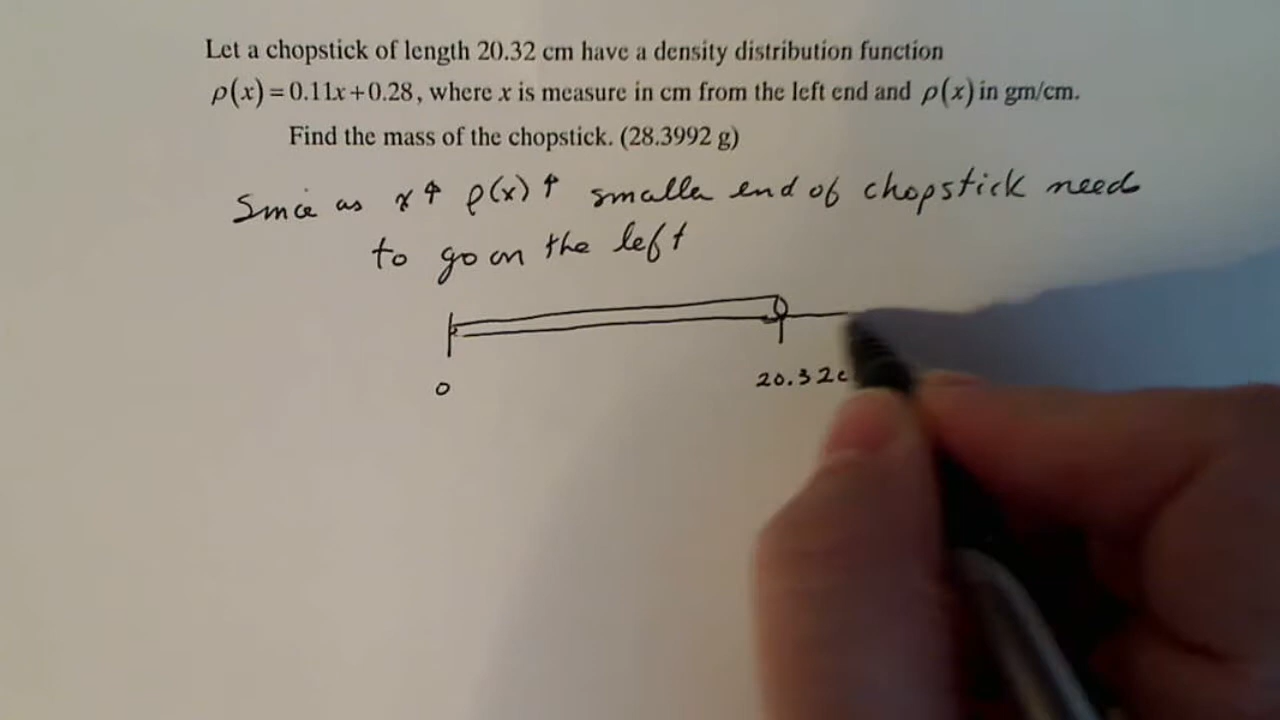 Let a chopstick of length 20.32 cm have a density distribution function
ρ(x)=0.11x+0.28, where x is measure in cm from the left end and ρ(x) in gm/cm.
Find the mass of the chopstick. (28.3992 g)
Since as x↑ ρ(x)↑ smaller end of chopstick need
to go on the left
0 20.32c